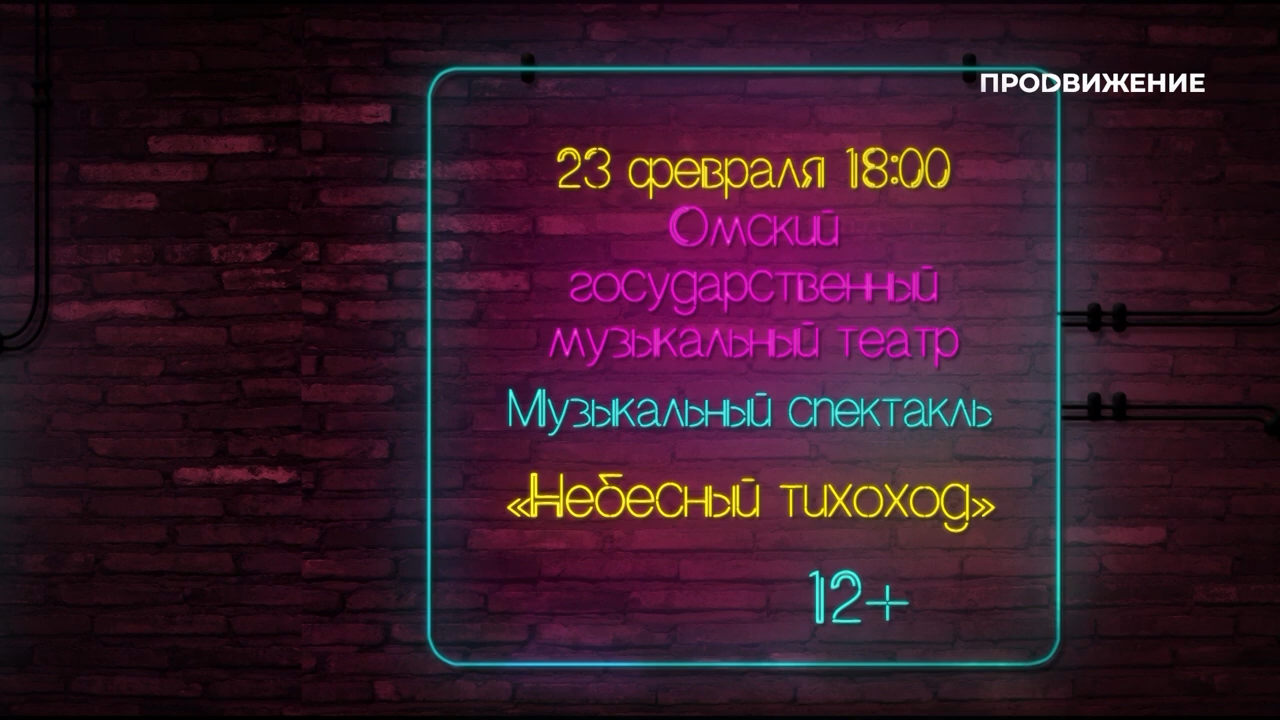 ПРОДВИЖЕНИЕ
23 февраля 18:00
Омский
государственный
музыкальный театр
Музыкальный спектакль
«Небесный тихоход»
12+